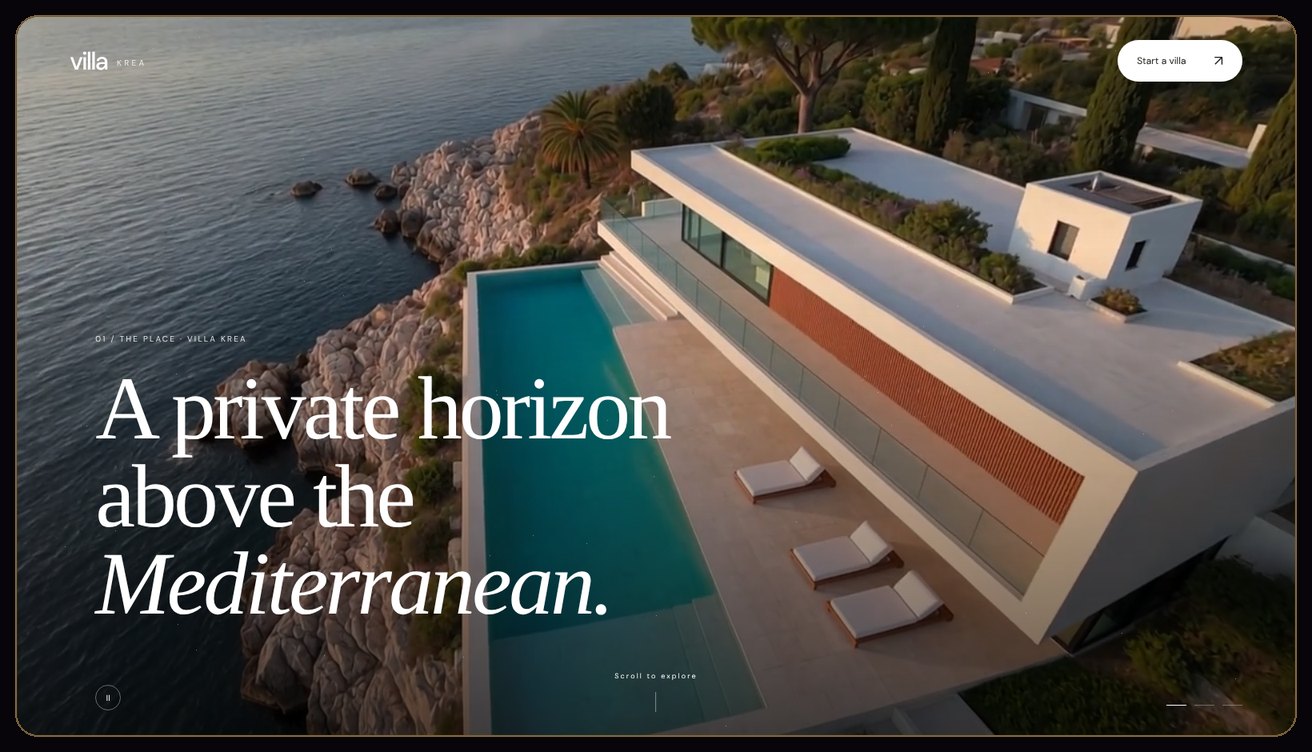 villa KREA
Start a villa
01 / THE PLACE · VILLA KREA
A private horizon
above the
Mediterranean.
Scroll to explore